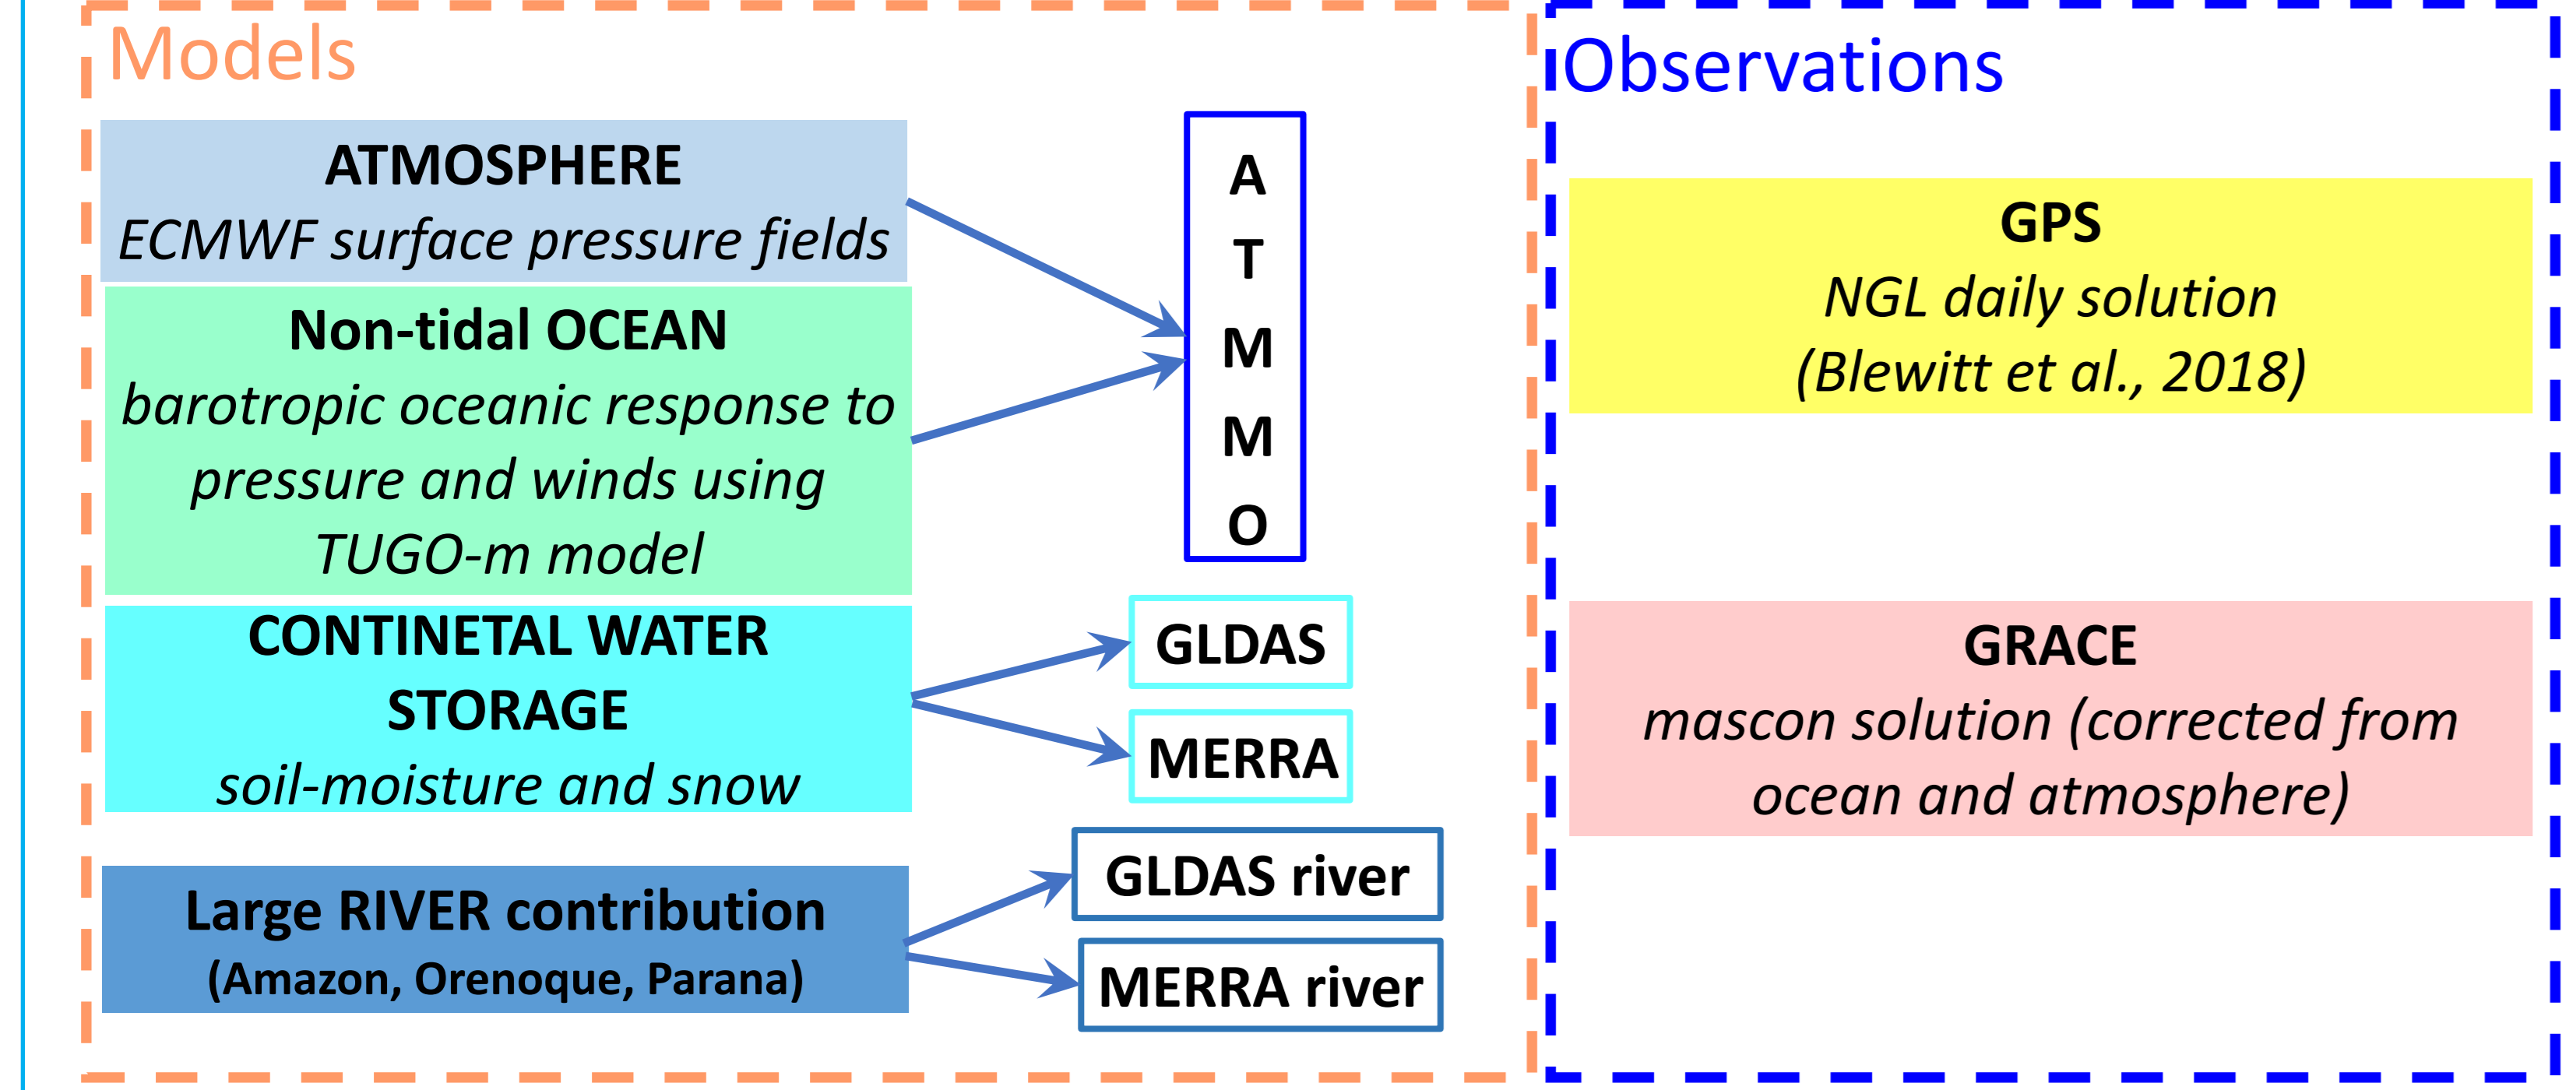 Models
ATMOSPHERE
ECMWF surface pressure fields
Non-tidal OCEAN
barotropic oceanic response to
pressure and winds using
TUGO-m model
CONTINETAL WATER
STORAGE
soil-moisture and snow
Large RIVER contribution
(Amazon, Orenoque, Parana)
A
T
M
M
O
GLDAS
MERRA
GLDAS river
MERRA river
Observations
GPS
NGL daily solution
(Blewitt et al., 2018)
GRACE
mascon solution (corrected from
ocean and atmosphere)